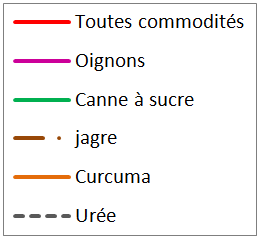 Toutes commodités
Oignons
Canne à sucre
jagre
Curcuma
Urée